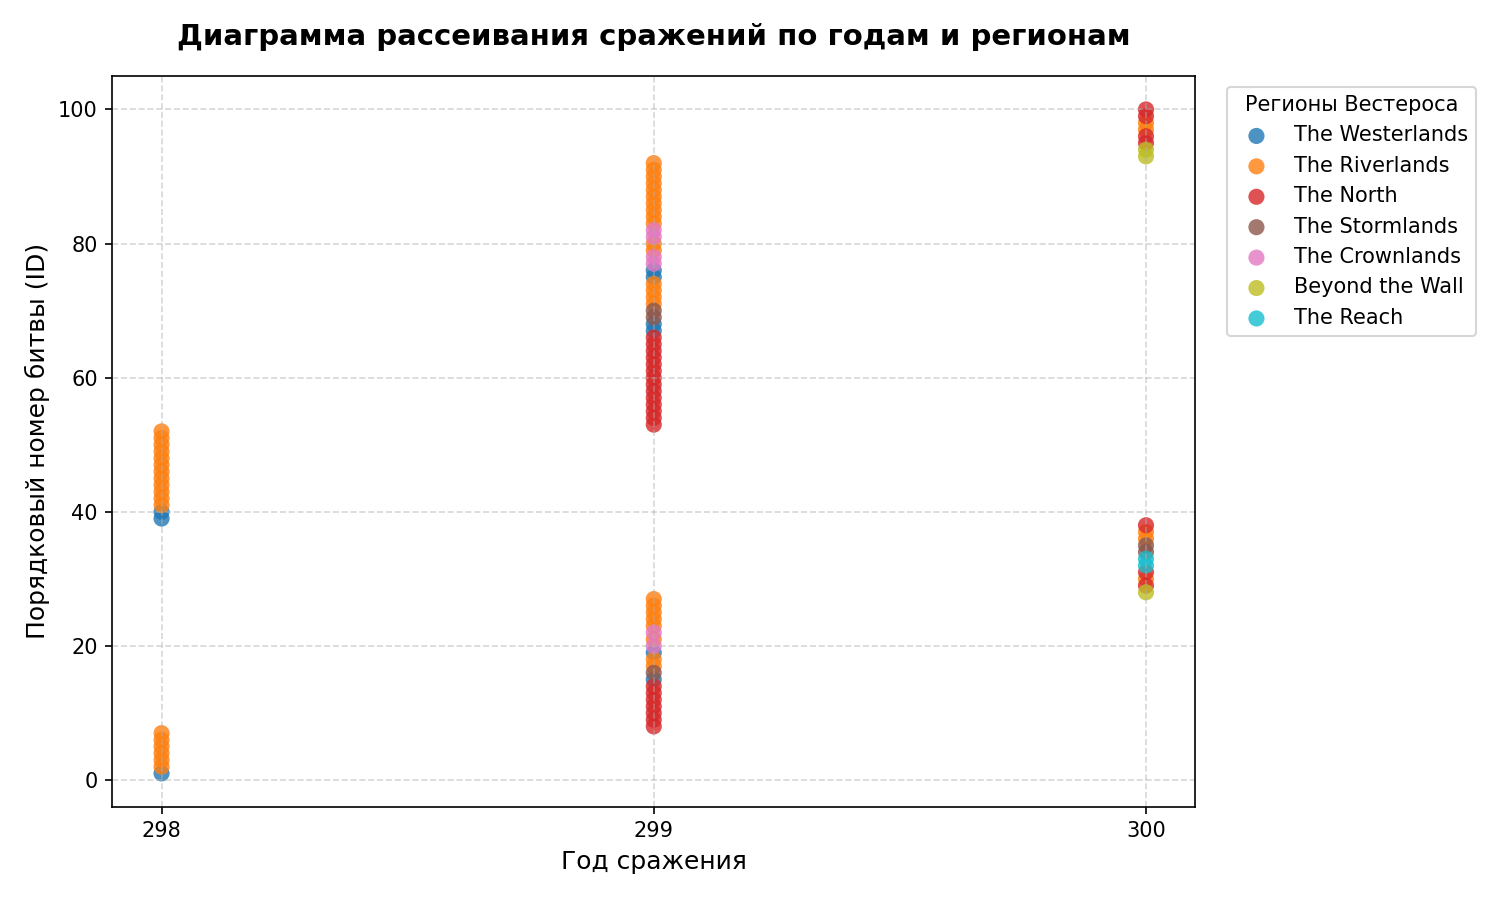 Диаграмма рассеивания сражений по годам и регионам
Порядковый номер битвы (ID)
100
80
60
40
20
0
298
299
300
Год сражения
Регионы Вестероса
The Westerlands
The Riverlands
The North
The Stormlands
The Crownlands
Beyond the Wall
The Reach